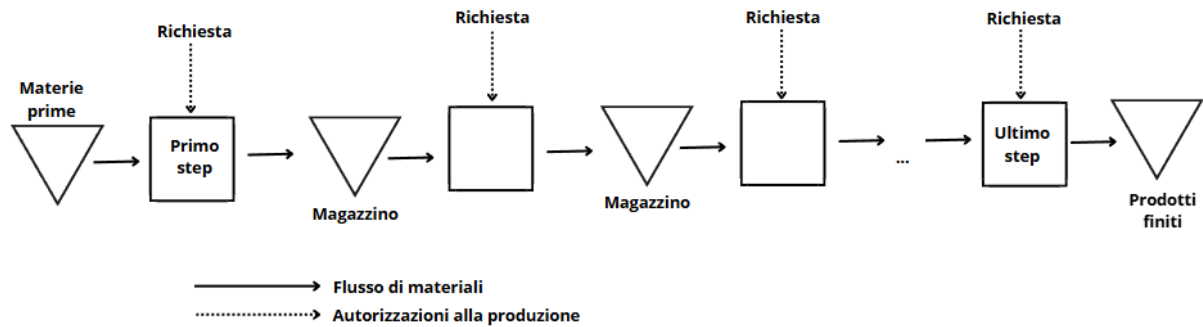 Richiesta
Richiesta
Richiesta
Richiesta
Materie
prime
Primo
step
Magazzino
Magazzino
...
Ultimo
step
Prodotti
finiti
Flusso di materiali
Autorizzazioni alla produzione